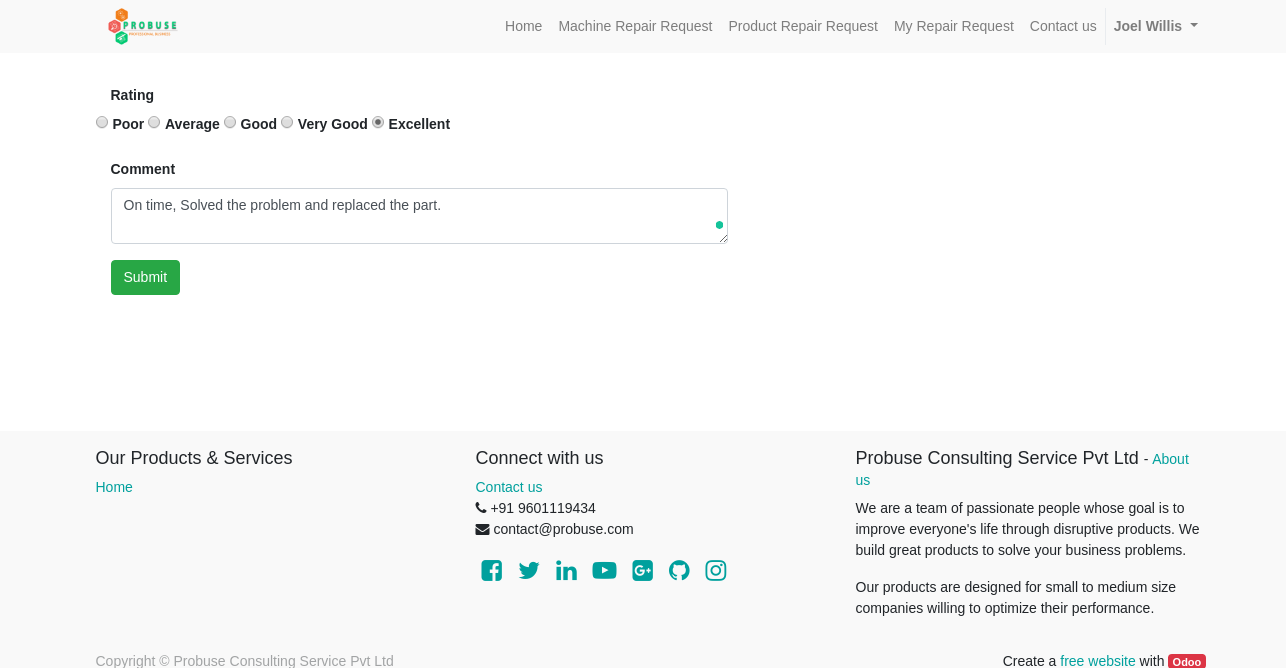 PROBUSE
Home Machine Repair Request Product Repair Request My Repair Request Contact us Joel Willis
Rating
Poor Average Good Very Good Excellent
Comment
On time, Solved the problem and replaced the part.
Submit
Our Products & Services
Home
Connect with us
Contact us
+91 9601119434
contact@probuse.com
Probuse Consulting Service Pvt Ltd - About
us
We are a team of passionate people whose goal is to
improve everyone's life through disruptive products. We
build great products to solve your business problems.
Our products are designed for small to medium size
companies willing to optimize their performance.
Copyright © Probuse Consulting Service Pvt Ltd
Create a free website with Odoo